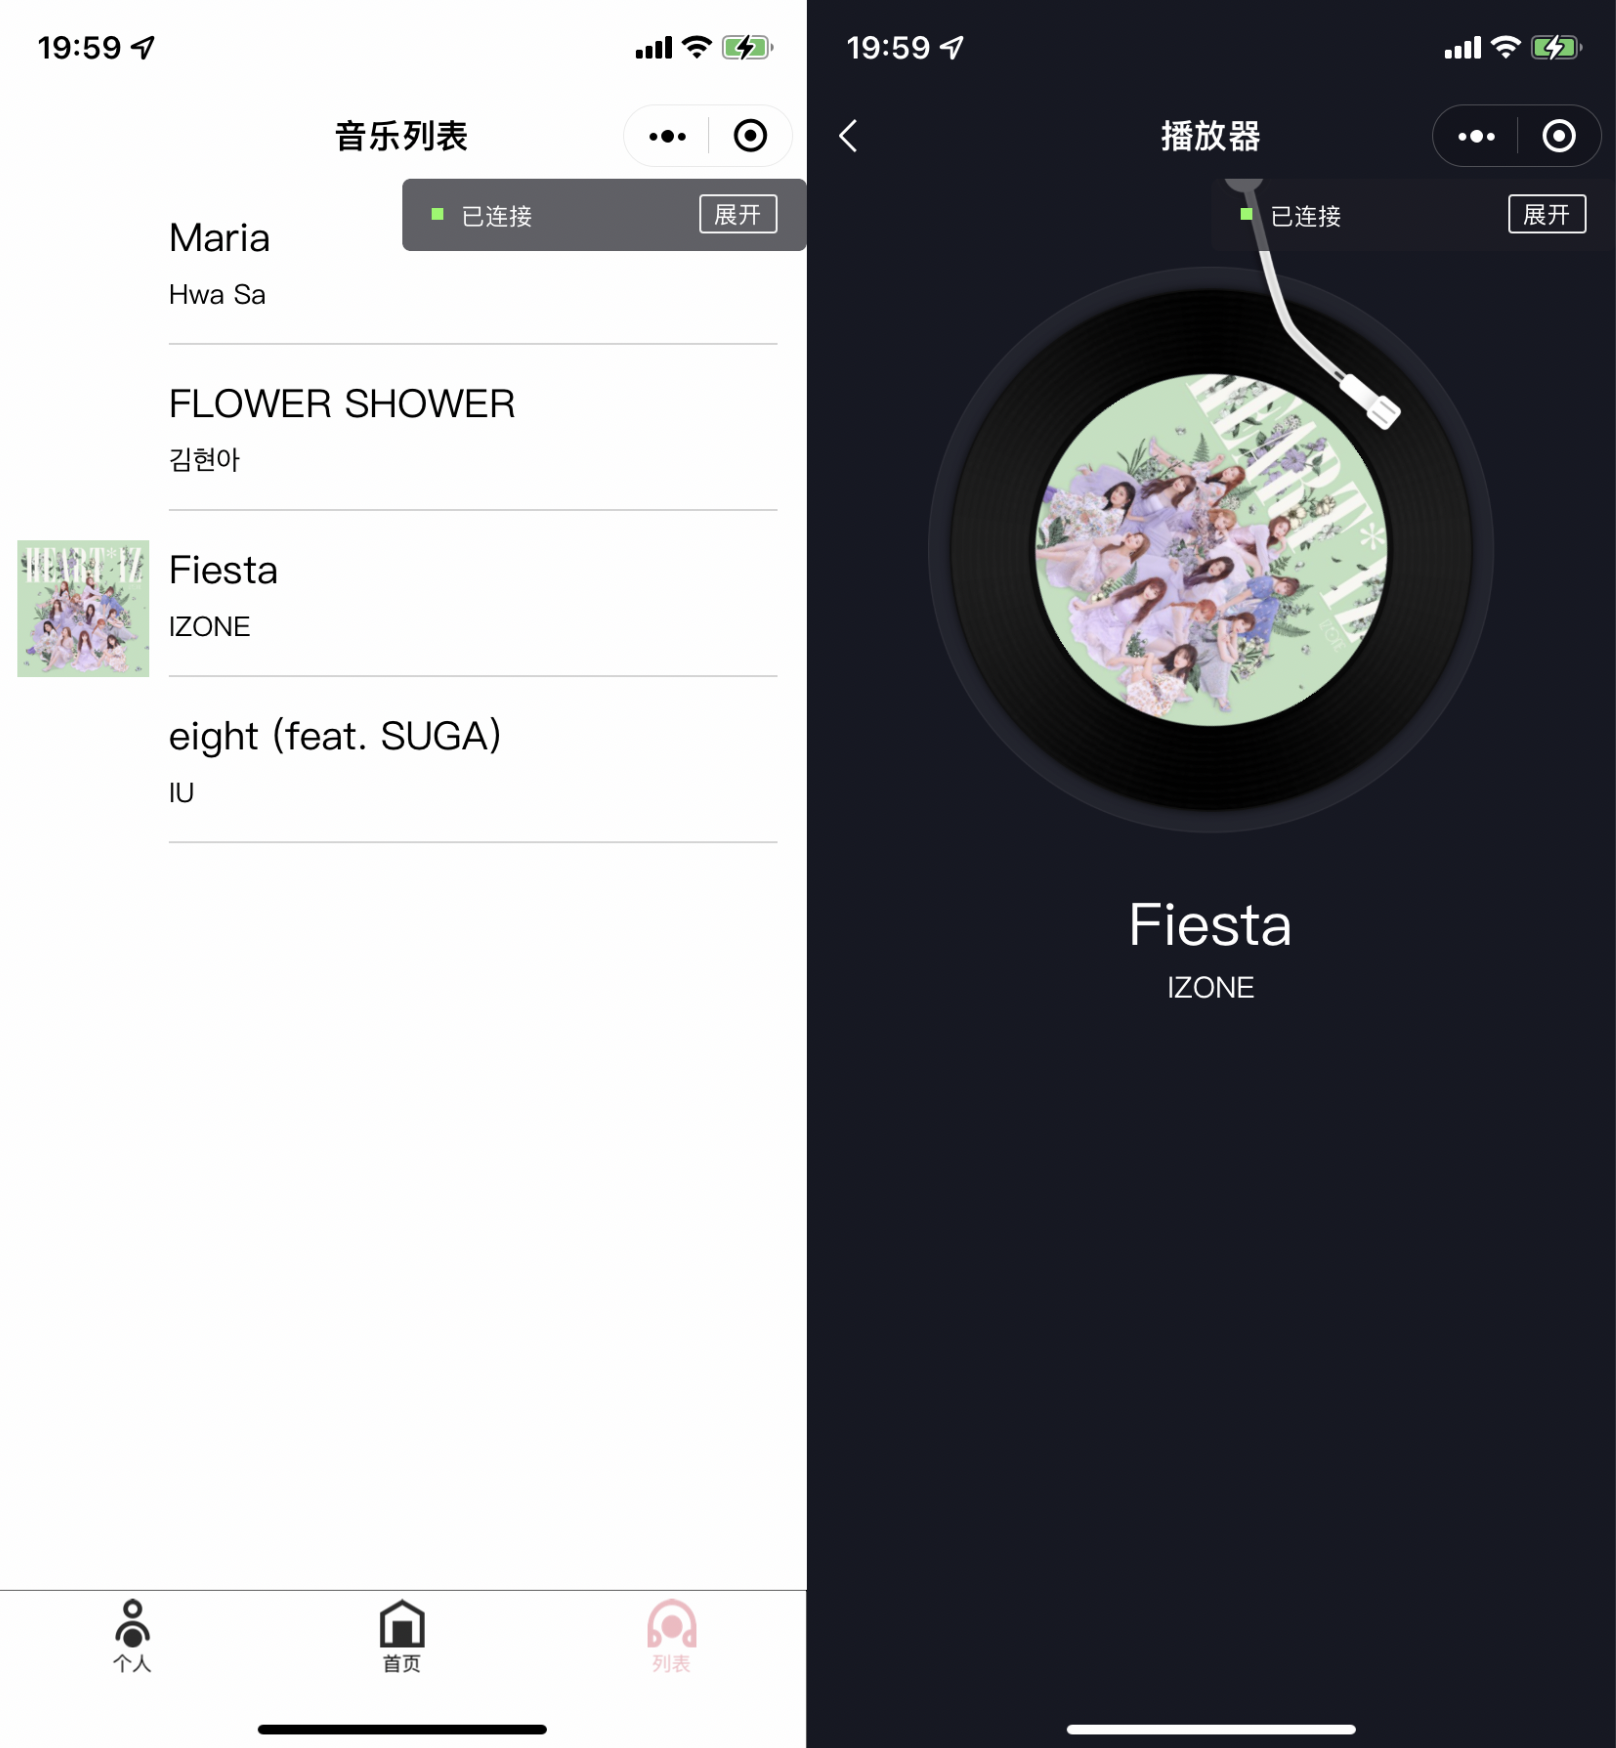 19:59
音乐列表
已连接
展开
Maria
Hwa Sa
FLOWER SHOWER
김현아
HEART*IZ
Fiesta
IZONE
eight (feat. SUGA)
IU
个人
首页
列表
19:59
播放器
已连接
展开
HEART*IZ
IZONE
Fiesta
IZONE